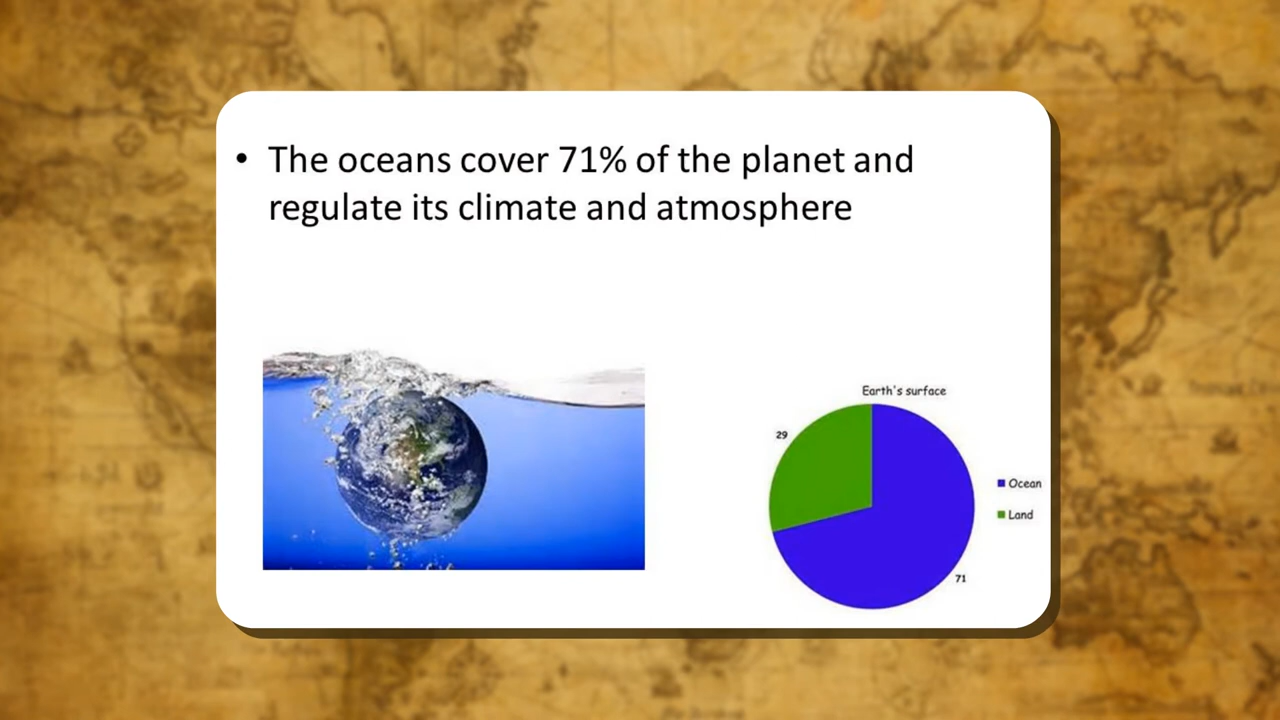 • The oceans cover 71% of the planet and
regulate its climate and atmosphere
Earth's surface
29
Ocean
Land
71